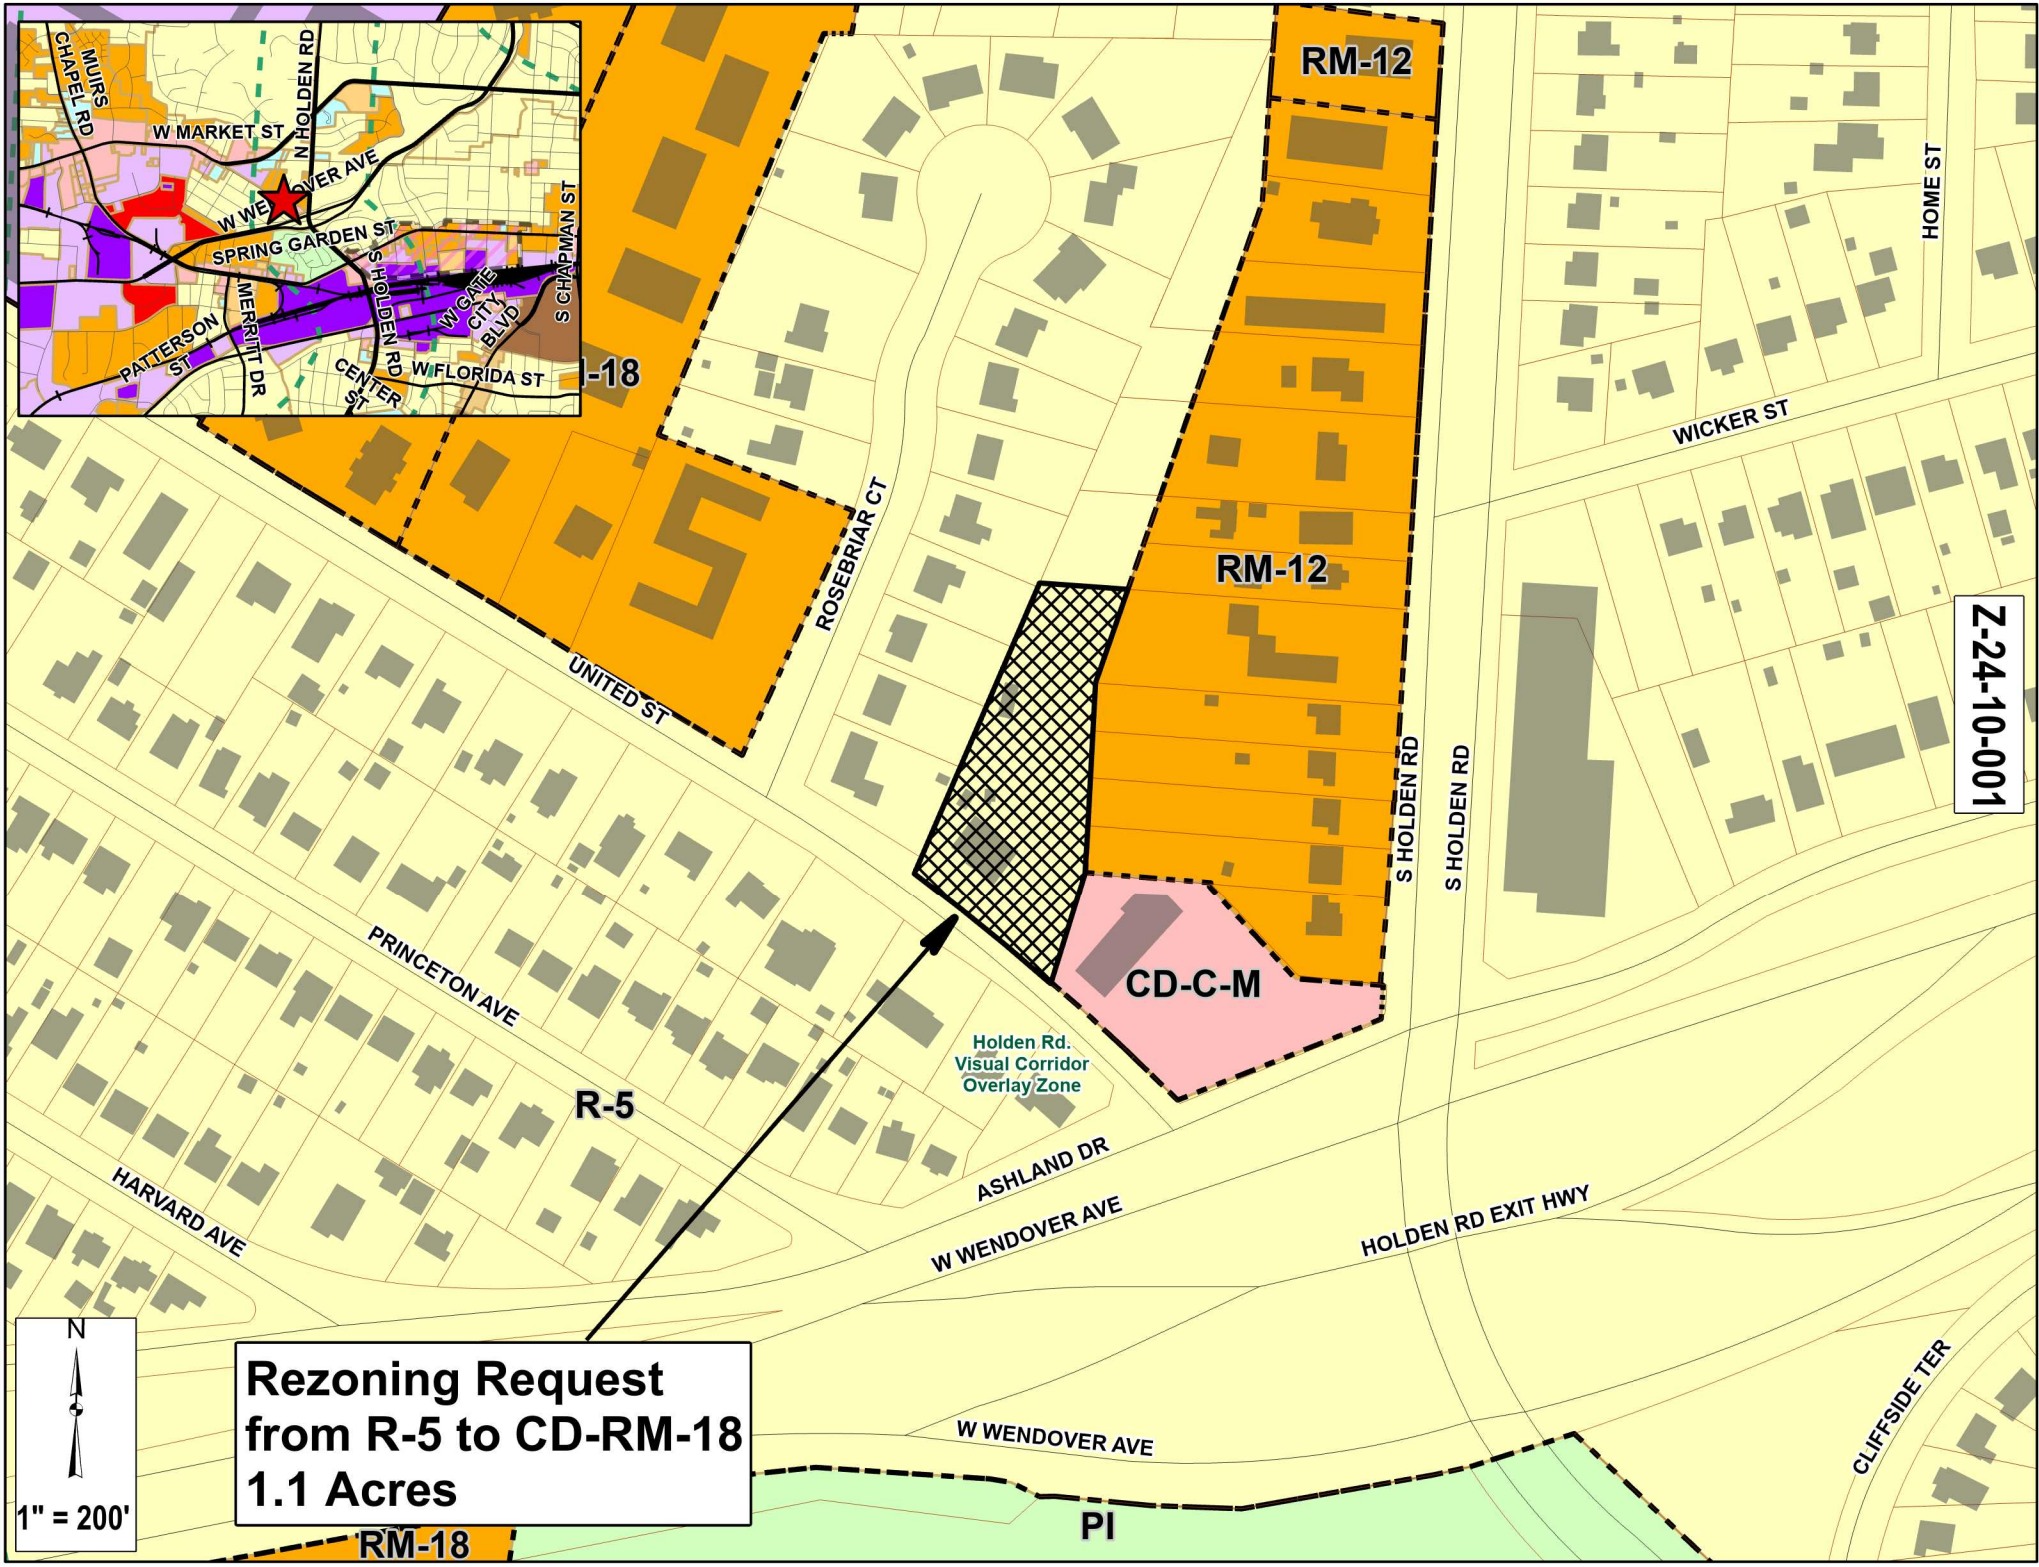 MUIRS
CHAPEL RD
W MARKET ST
N HOLDEN RD
OVER AVE
W WE
SPRING GARDEN ST
S CHAPMAN ST
S HOLDEN RD
MERRITT DR
W GATE
CITY
BLVD
PATTERSON
ST
CENTER
ST
W FLORIDA ST
RM-12
-18
HOME ST
WICKER ST
ROSEBRIAR CT
RM-12
UNITED ST
Z-24-10-001
S HOLDEN RD
S HOLDEN RD
PRINCETON AVE
CD-C-M
Holden Rd.
Visual Corridor
Overlay Zone
R-5
ASHLAND DR
HARVARD AVE
W WENDOVER AVE
HOLDEN RD EXIT HWY
N
1" = 200'
Rezoning Request
from R-5 to CD-RM-18
1.1 Acres
W WENDOVER AVE
CLIFFSIDE TER
RM-18
PI